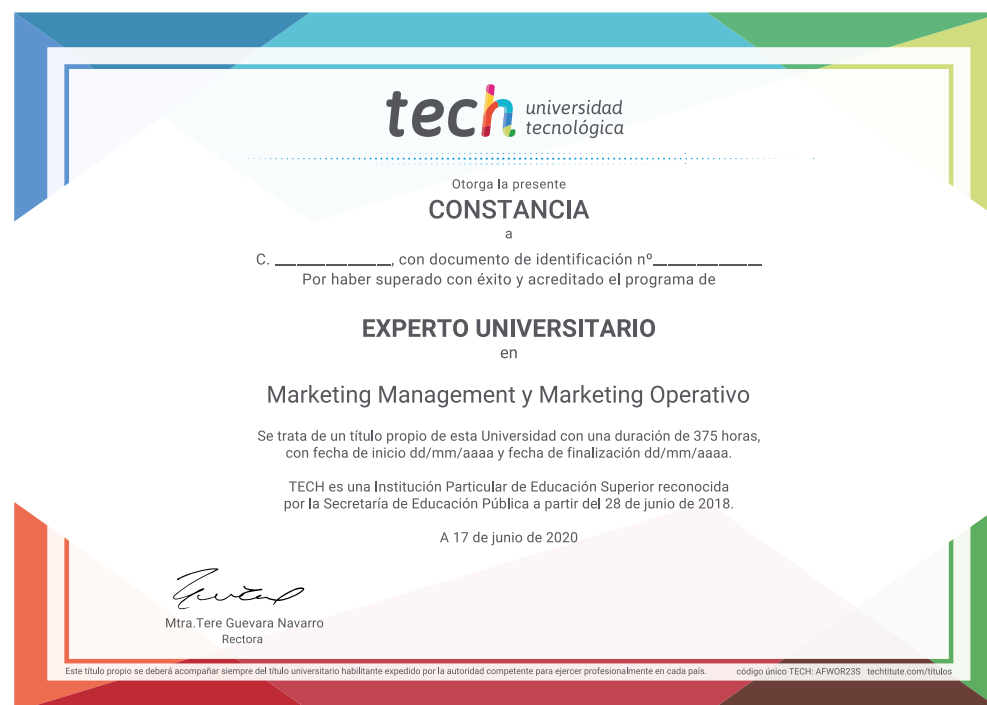 tech universidad
tecnológica
Otorga la presente
CONSTANCIA
a
C. ______________, con documento de identificación nº______________
Por haber superado con éxito y acreditado el programa de
EXPERTO UNIVERSITARIO
en
Marketing Management y Marketing Operativo
Se trata de un título propio de esta Universidad con una duración de 375 horas,
con fecha de inicio dd/mm/aaaa y fecha de finalización dd/mm/aaaa.
TECH es una Institución Particular de Educación Superior reconocida
por la Secretaría de Educación Pública a partir del 28 de junio de 2018.
A 17 de junio de 2020
Mtra.Tere Guevara Navarro
Rectora
Este título propio se deberá acompañar siempre del título universitario habilitante expedido por la autoridad competente para ejercer profesionalmente en cada país. código único TECH: AFWOR23S techtitute.com/titulos